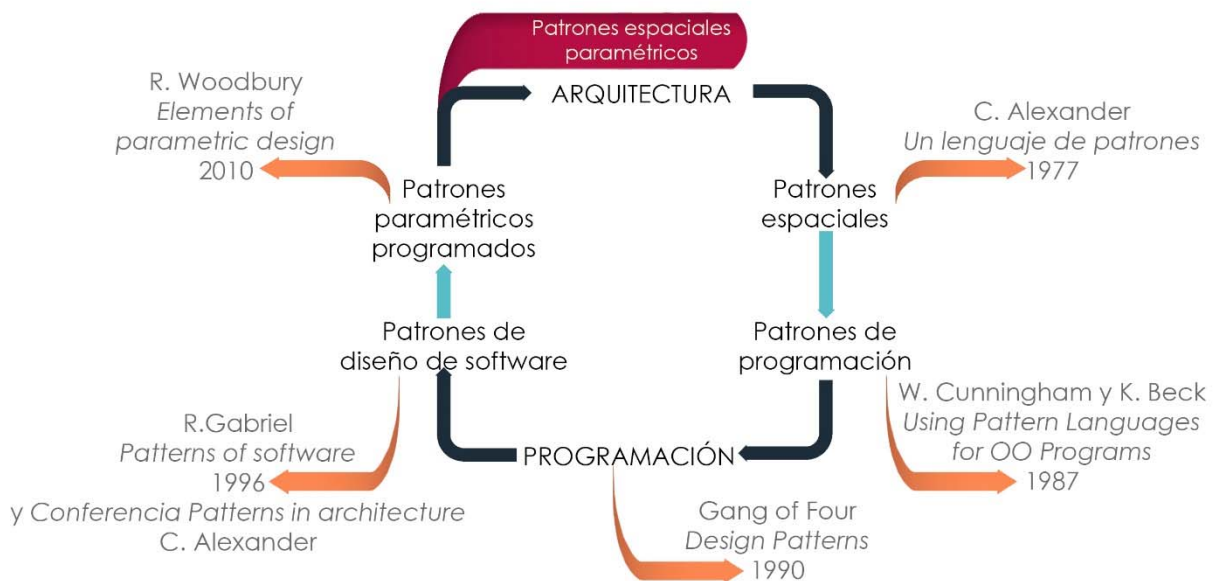 Patrones espaciales
paramétricos
ARQUITECTURA
R. Woodbury
Elements of
parametric design
2010
C. Alexander
Un lenguaje de patrones
1977
Patrones
paramétricos
programados
Patrones
espaciales
Patrones de
diseño de software
Patrones de
programación
R.Gabriel
Patterns of software
1996
y Conferencia Patterns in architecture
C. Alexander
PROGRAMACIÓN
W. Cunningham y K. Beck
Using Pattern Languages
for OO Programs
1987
Gang of Four
Design Patterns
1990